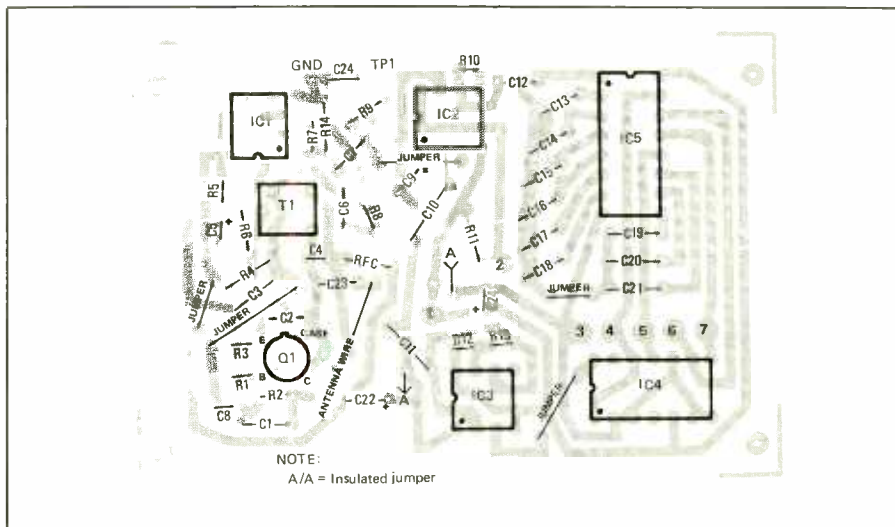 GND
C24
TP1
R10
C12
C13
IC1
R7
R14
R9
IC2
IC5
C14
JUMPER
C15
C9
R5
T1
C6
R8
C10
C16
R6
R11
C17
C19
A
2
C4
RFC
C18
C20
R4
C23
JUMPER
C21
C3
JUMPER
JUMPER
C2
CASE
E
3 4 5 6 7
R3
Q1
C11
R1
B
C
ANTENNA WIRE
IC3
IC4
JUMPER
R2
C22
A
C8
C1
NOTE:
A/A = Insulated jumper